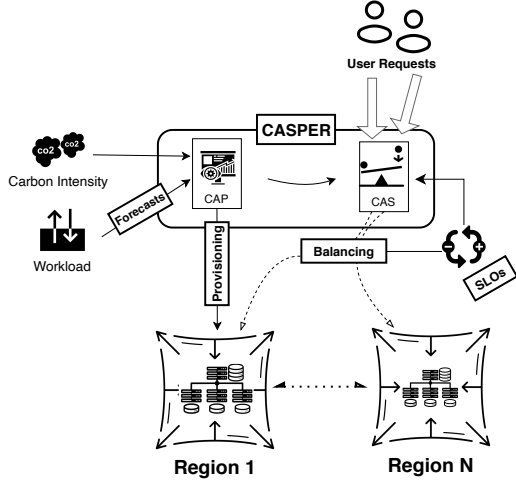 User Requests
CASPER
co2
co2
Carbon Intensity
CAP
CAS
Forecasts
Workload
Provisioning
Balancing
SLOs
Region 1
Region N